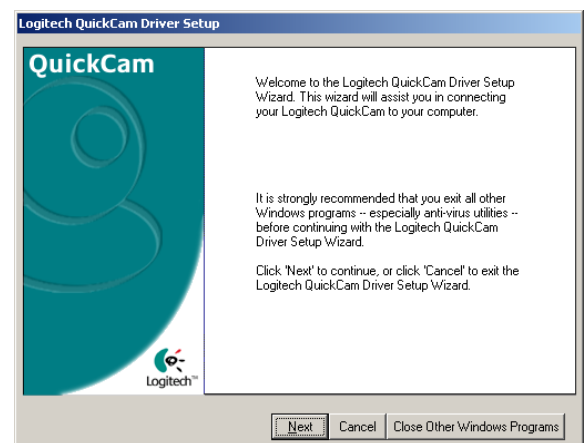 Logitech QuickCam Driver Setup
QuickCam
Welcome to the Logitech QuickCam Driver Setup
Wizard. This wizard will assist you in connecting
your Logitech QuickCam to your computer.
It is strongly recommended that you exit all other
Windows programs -- especially anti-virus utilities --
before continuing with the Logitech QuickCam
Driver Setup Wizard.
Click 'Next' to continue, or click 'Cancel' to exit the
Logitech QuickCam Driver Setup Wizard.
Logitech™
Next Cancel Close Other Windows Programs